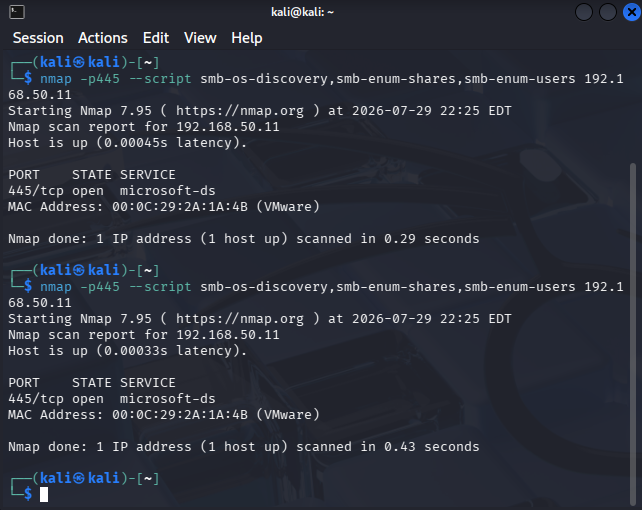 kali@kali: ~
Session Actions Edit View Help
┌──(kali㉿kali)-[~]
└─$ nmap -p445 --script smb-os-discovery,smb-enum-shares,smb-enum-users 192.1
68.50.11
Starting Nmap 7.95 ( https://nmap.org ) at 2026-07-29 22:25 EDT
Nmap scan report for 192.168.50.11
Host is up (0.00045s latency).
PORT    STATE SERVICE
445/tcp open  microsoft-ds
MAC Address: 00:0C:29:2A:1A:4B (VMware)
Nmap done: 1 IP address (1 host up) scanned in 0.29 seconds
┌──(kali㉿kali)-[~]
└─$ nmap -p445 --script smb-os-discovery,smb-enum-shares,smb-enum-users 192.1
68.50.11
Starting Nmap 7.95 ( https://nmap.org ) at 2026-07-29 22:25 EDT
Nmap scan report for 192.168.50.11
Host is up (0.00033s latency).
PORT    STATE SERVICE
445/tcp open  microsoft-ds
MAC Address: 00:0C:29:2A:1A:4B (VMware)
Nmap done: 1 IP address (1 host up) scanned in 0.43 seconds
┌──(kali㉿kali)-[~]
└─$